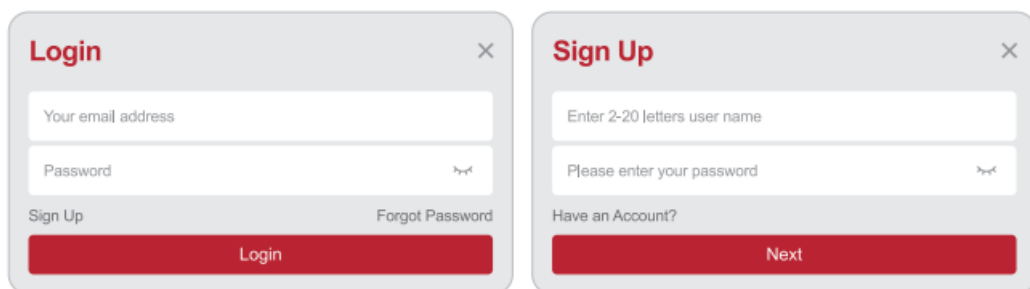 Login
Your email address
Password
Sign Up
Forgot Password
Login
Sign Up
Enter 2-20 letters user name
Please enter your password
Have an Account?
Next